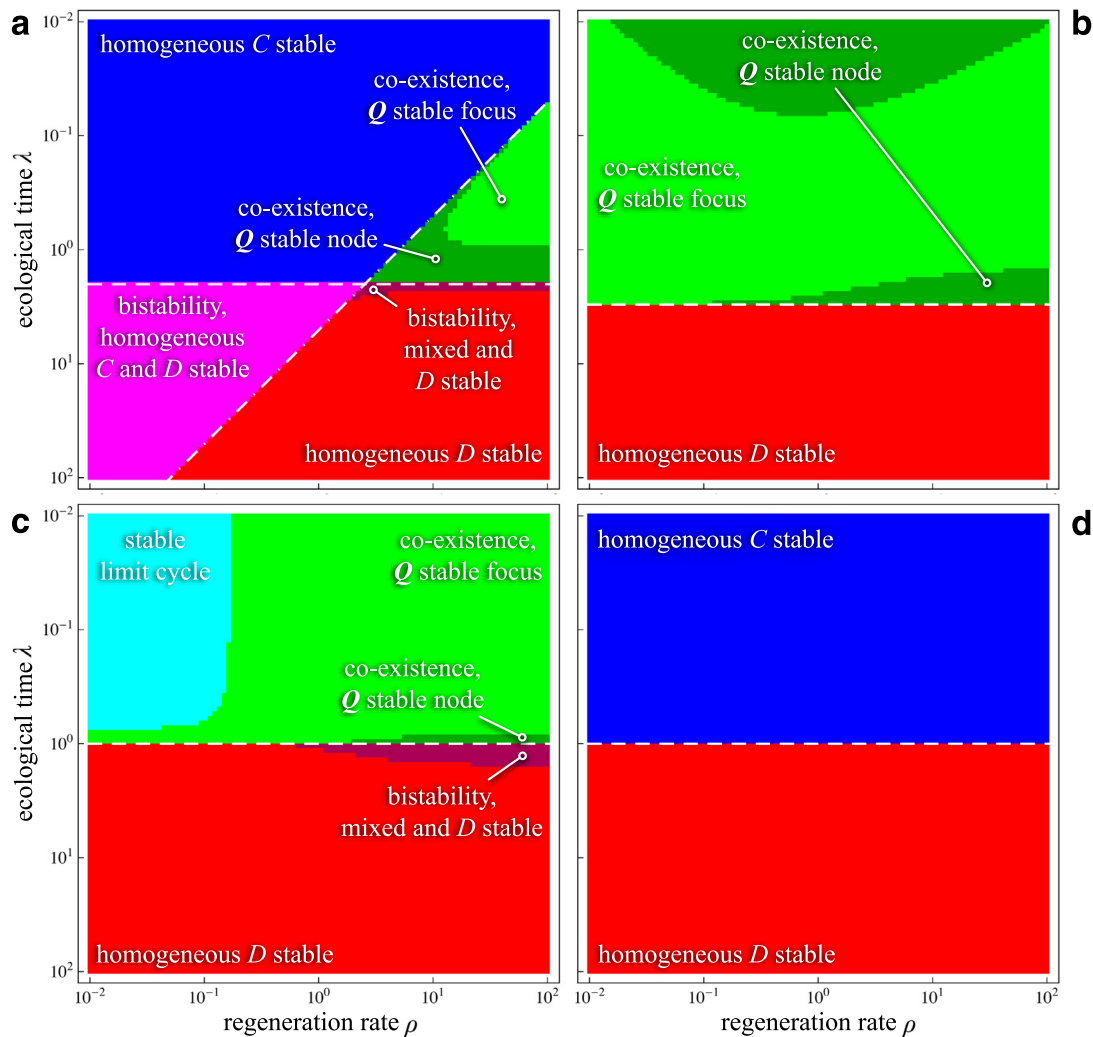 a
10⁻²
10⁻¹
10⁰
10¹
10²
ecological time λ
homogeneous C stable
co-existence,
Q stable focus
co-existence,
Q stable node
bistability,
homogeneous
C and D stable
bistability,
mixed and
D stable
homogeneous D stable
b
co-existence,
Q stable node
co-existence,
Q stable focus
homogeneous D stable
c
10⁻²
10⁻¹
10⁰
10¹
10²
ecological time λ
stable
limit cycle
co-existence,
Q stable focus
co-existence,
Q stable node
bistability,
mixed and D stable
homogeneous D stable
10⁻²
10⁻¹
10⁰
10¹
10²
regeneration rate ρ
d
homogeneous C stable
homogeneous D stable
10⁻²
10⁻¹
10⁰
10¹
10²
regeneration rate ρ